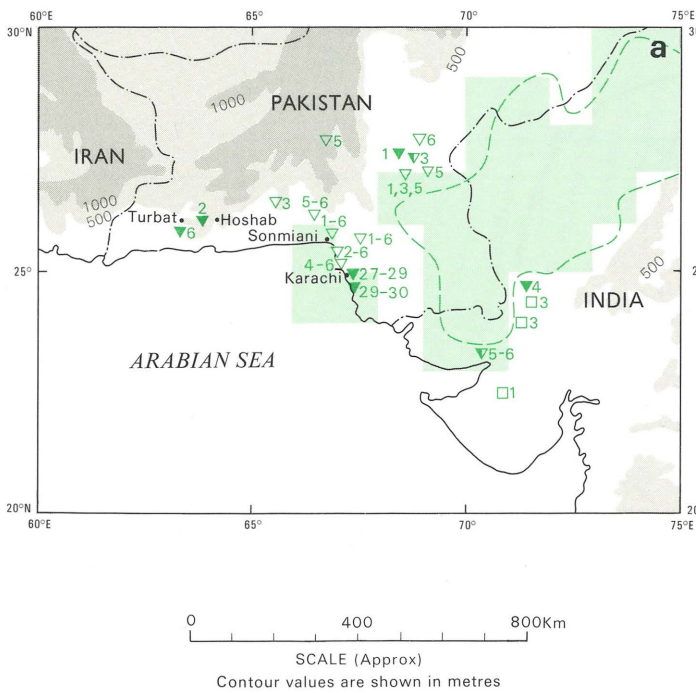 60°E 65° 70° 75°E
30°N
a
500
1000
PAKISTAN
IRAN
5
6
1
3
5
1,3,5
1000
500
3
5-6
2
Turbat
Hoshab
6
1-6
Sonmiani
1-6
2-6
4-6
Karachi
27-29
29-30
25°
500
4
3
INDIA
3
5-6
ARABIAN SEA
1
20°N
60°E 65° 70° 75°E
0 400 800Km
SCALE (Approx)
Contour values are shown in metres